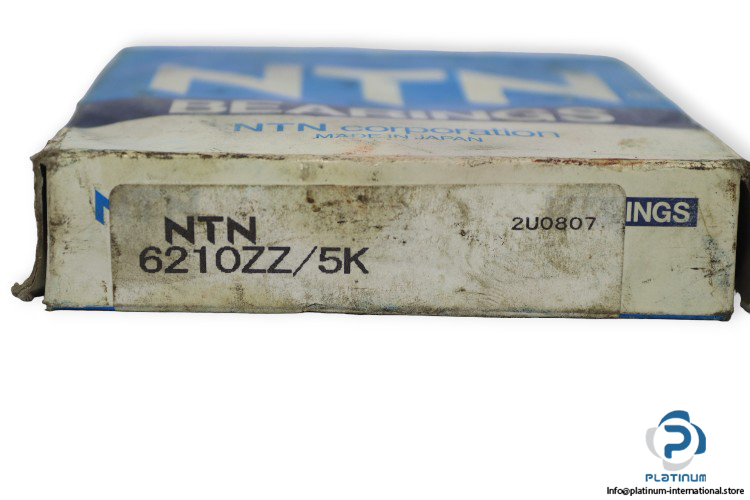 NTN
BEARINGS
NTN corporation
MADE IN JAPAN
NTN 2U0807
6210ZZ/5K
INGS
PLATINUM
Info@platinum-international.store